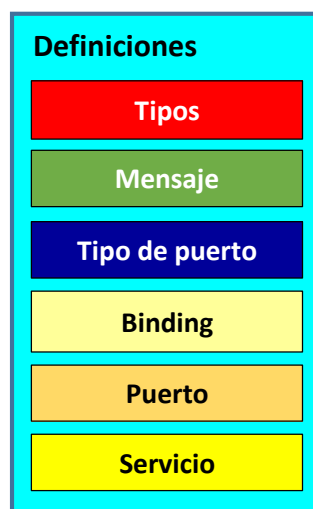 Definiciones
Tipos
Mensaje
Tipo de puerto
Binding
Puerto
Servicio